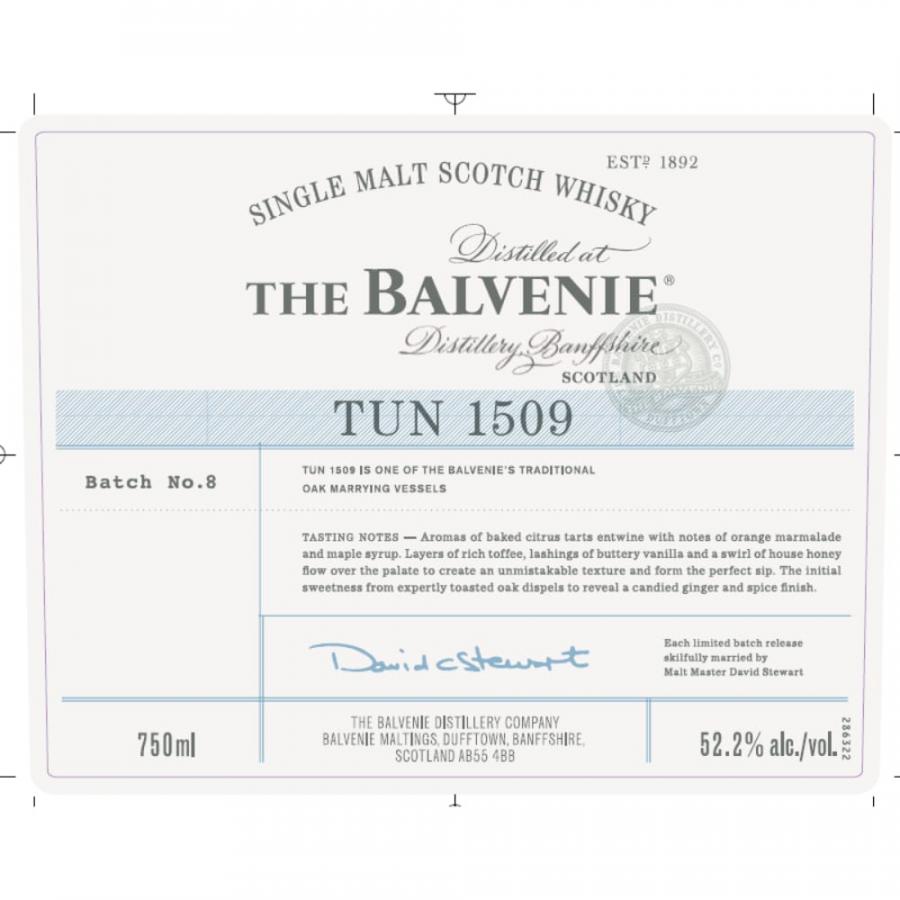 ESTD 1892
SINGLE MALT SCOTCH WHISKY
Distilled at
THE BALVENIE®
Distillery, Banffshire
SCOTLAND
TUN 1509
Batch No.8
TUN 1509 IS ONE OF THE BALVENIE'S TRADITIONAL
OAK MARRYING VESSELS
TASTING NOTES — Aromas of baked citrus tarts entwine with notes of orange marmalade
and maple syrup. Layers of rich toffee, lashings of buttery vanilla and a swirl of house honey
flow over the palate to create an unmistakable texture and form the perfect sip. The initial
sweetness from expertly toasted oak dispels to reveal a candied ginger and spice finish.
David C Stewart
Each limited batch release
skilfully married by
Malt Master David Stewart
750ml
THE BALVENIE DISTILLERY COMPANY
BALVENIE MALTINGS, DUFFTOWN, BANFFSHIRE,
SCOTLAND AB55 4BB
52.2% alc./vol.
286322